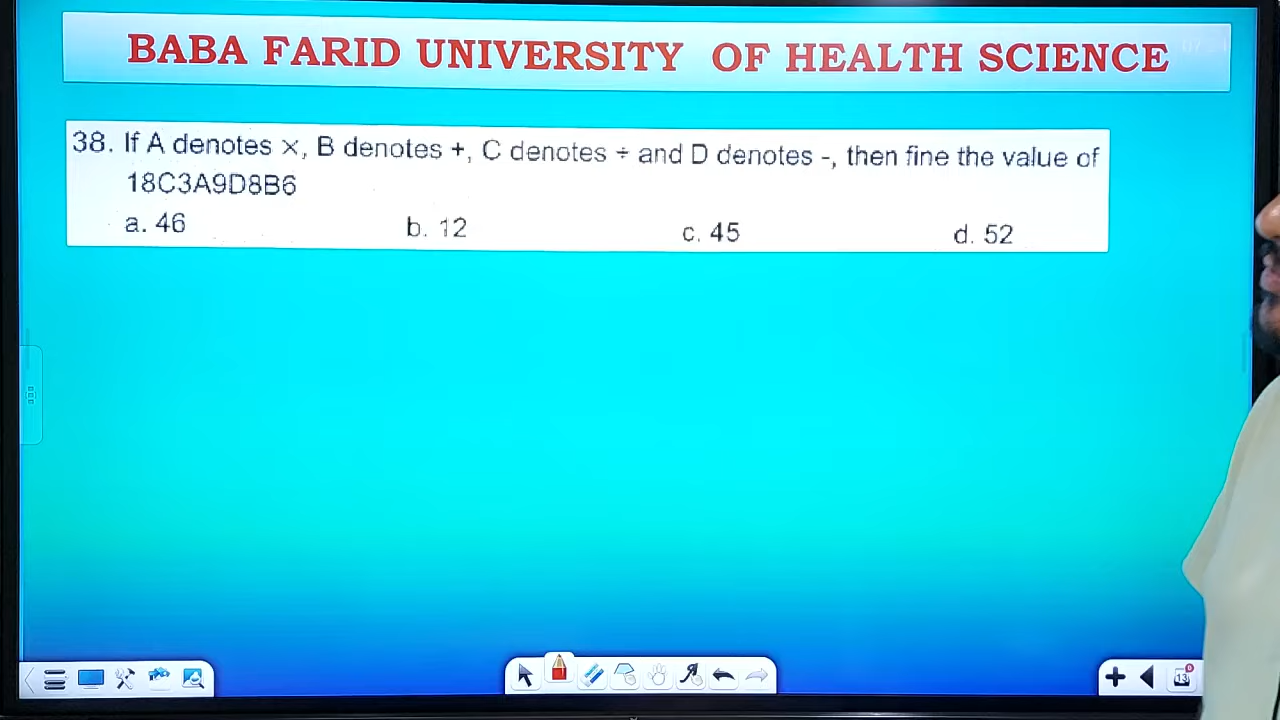 BABA FARID UNIVERSITY OF HEALTH SCIENCE
38. If A denotes ×, B denotes +, C denotes ÷ and D denotes -, then fine the value of
18C3A9D8B6
a. 46 b. 12 c. 45 d. 52
13